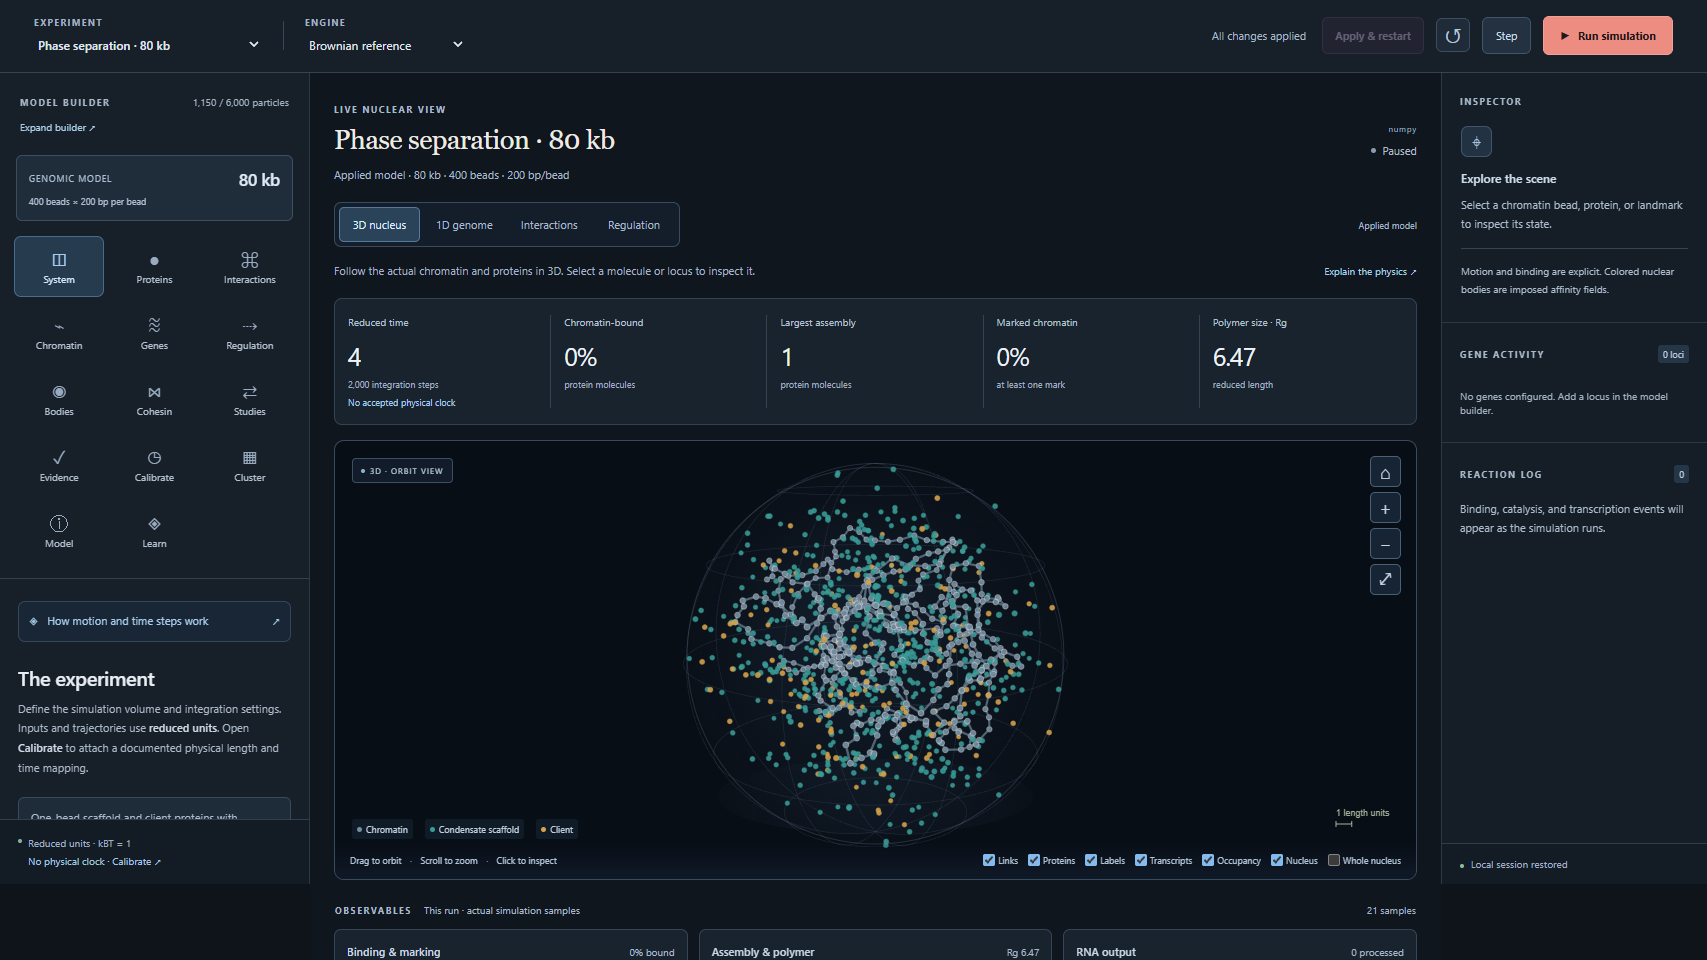 EXPERIMENT
Phase separation · 80 kb
ENGINE
Brownian reference
All changes applied
Apply & restart
Step
Run simulation
MODEL BUILDER
1,150 / 6,000 particles
Expand builder ↗
GENOMIC MODEL
80 kb
400 beads × 200 bp per bead
System
Proteins
Interactions
Chromatin
Genes
Regulation
Bodies
Cohesin
Studies
Evidence
Calibrate
Cluster
Model
Learn
How motion and time steps work ↗
The experiment
Define the simulation volume and integration settings.
Inputs and trajectories use reduced units. Open
Calibrate to attach a documented physical length and
time mapping.
One-bead scaffold and client proteins with
Reduced units · kBT = 1
No physical clock · Calibrate ↗
LIVE NUCLEAR VIEW
Phase separation · 80 kb
Applied model · 80 kb · 400 beads · 200 bp/bead
numpy
Paused
3D nucleus
1D genome
Interactions
Regulation
Applied model
Follow the actual chromatin and proteins in 3D. Select a molecule or locus to inspect it.
Explain the physics ↗
Reduced time
4
2,000 integration steps
No accepted physical clock
Chromatin-bound
0%
protein molecules
Largest assembly
1
protein molecules
Marked chromatin
0%
at least one mark
Polymer size · Rg
6.47
reduced length
3D · ORBIT VIEW
1 length units
Chromatin
Condensate scaffold
Client
Drag to orbit · Scroll to zoom · Click to inspect
Links
Proteins
Labels
Transcripts
Occupancy
Nucleus
Whole nucleus
OBSERVABLES
This run · actual simulation samples
21 samples
Binding & marking
0% bound
Assembly & polymer
Rg 6.47
RNA output
0 processed
INSPECTOR
Explore the scene
Select a chromatin bead, protein, or landmark
to inspect its state.
Motion and binding are explicit. Colored nuclear
bodies are imposed affinity fields.
GENE ACTIVITY
0 loci
No genes configured. Add a locus in the model
builder.
REACTION LOG
0
Binding, catalysis, and transcription events will
appear as the simulation runs.
Local session restored